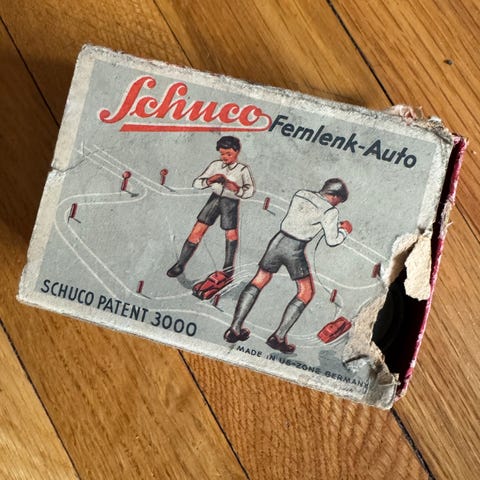 Schuco Fernlenk-Auto
SCHUCO PATENT 3000
MADE IN US-ZONE GERMANY